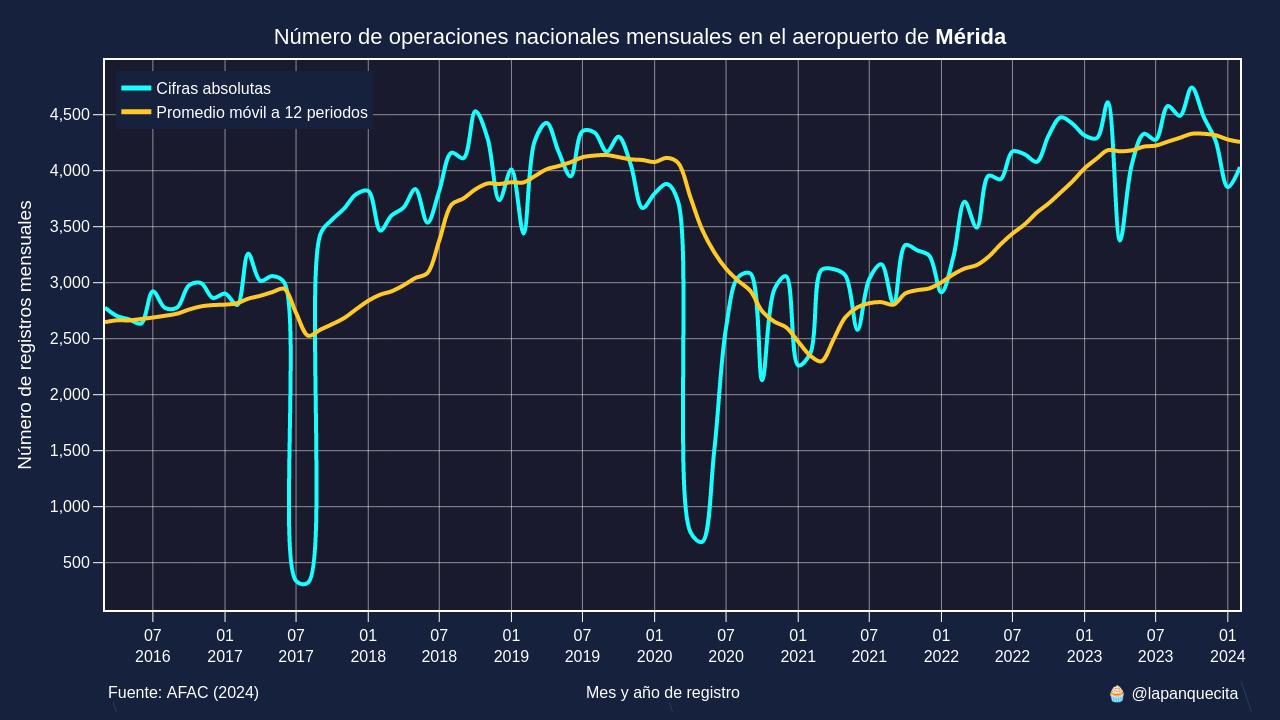 Número de operaciones nacionales mensuales en el aeropuerto de Mérida
Cifras absolutas
Promedio móvil a 12 periodos
Número de registros mensuales
4,500
4,000
3,500
3,000
2,500
2,000
1,500
1,000
500
07 01 07 01 07 01 07 01 07 01 07 01 07 01 07 01
2016 2017 2017 2018 2018 2019 2019 2020 2020 2021 2021 2022 2022 2023 2023 2024
Fuente: AFAC (2024)
Mes y año de registro
🧁 @lapanquecita